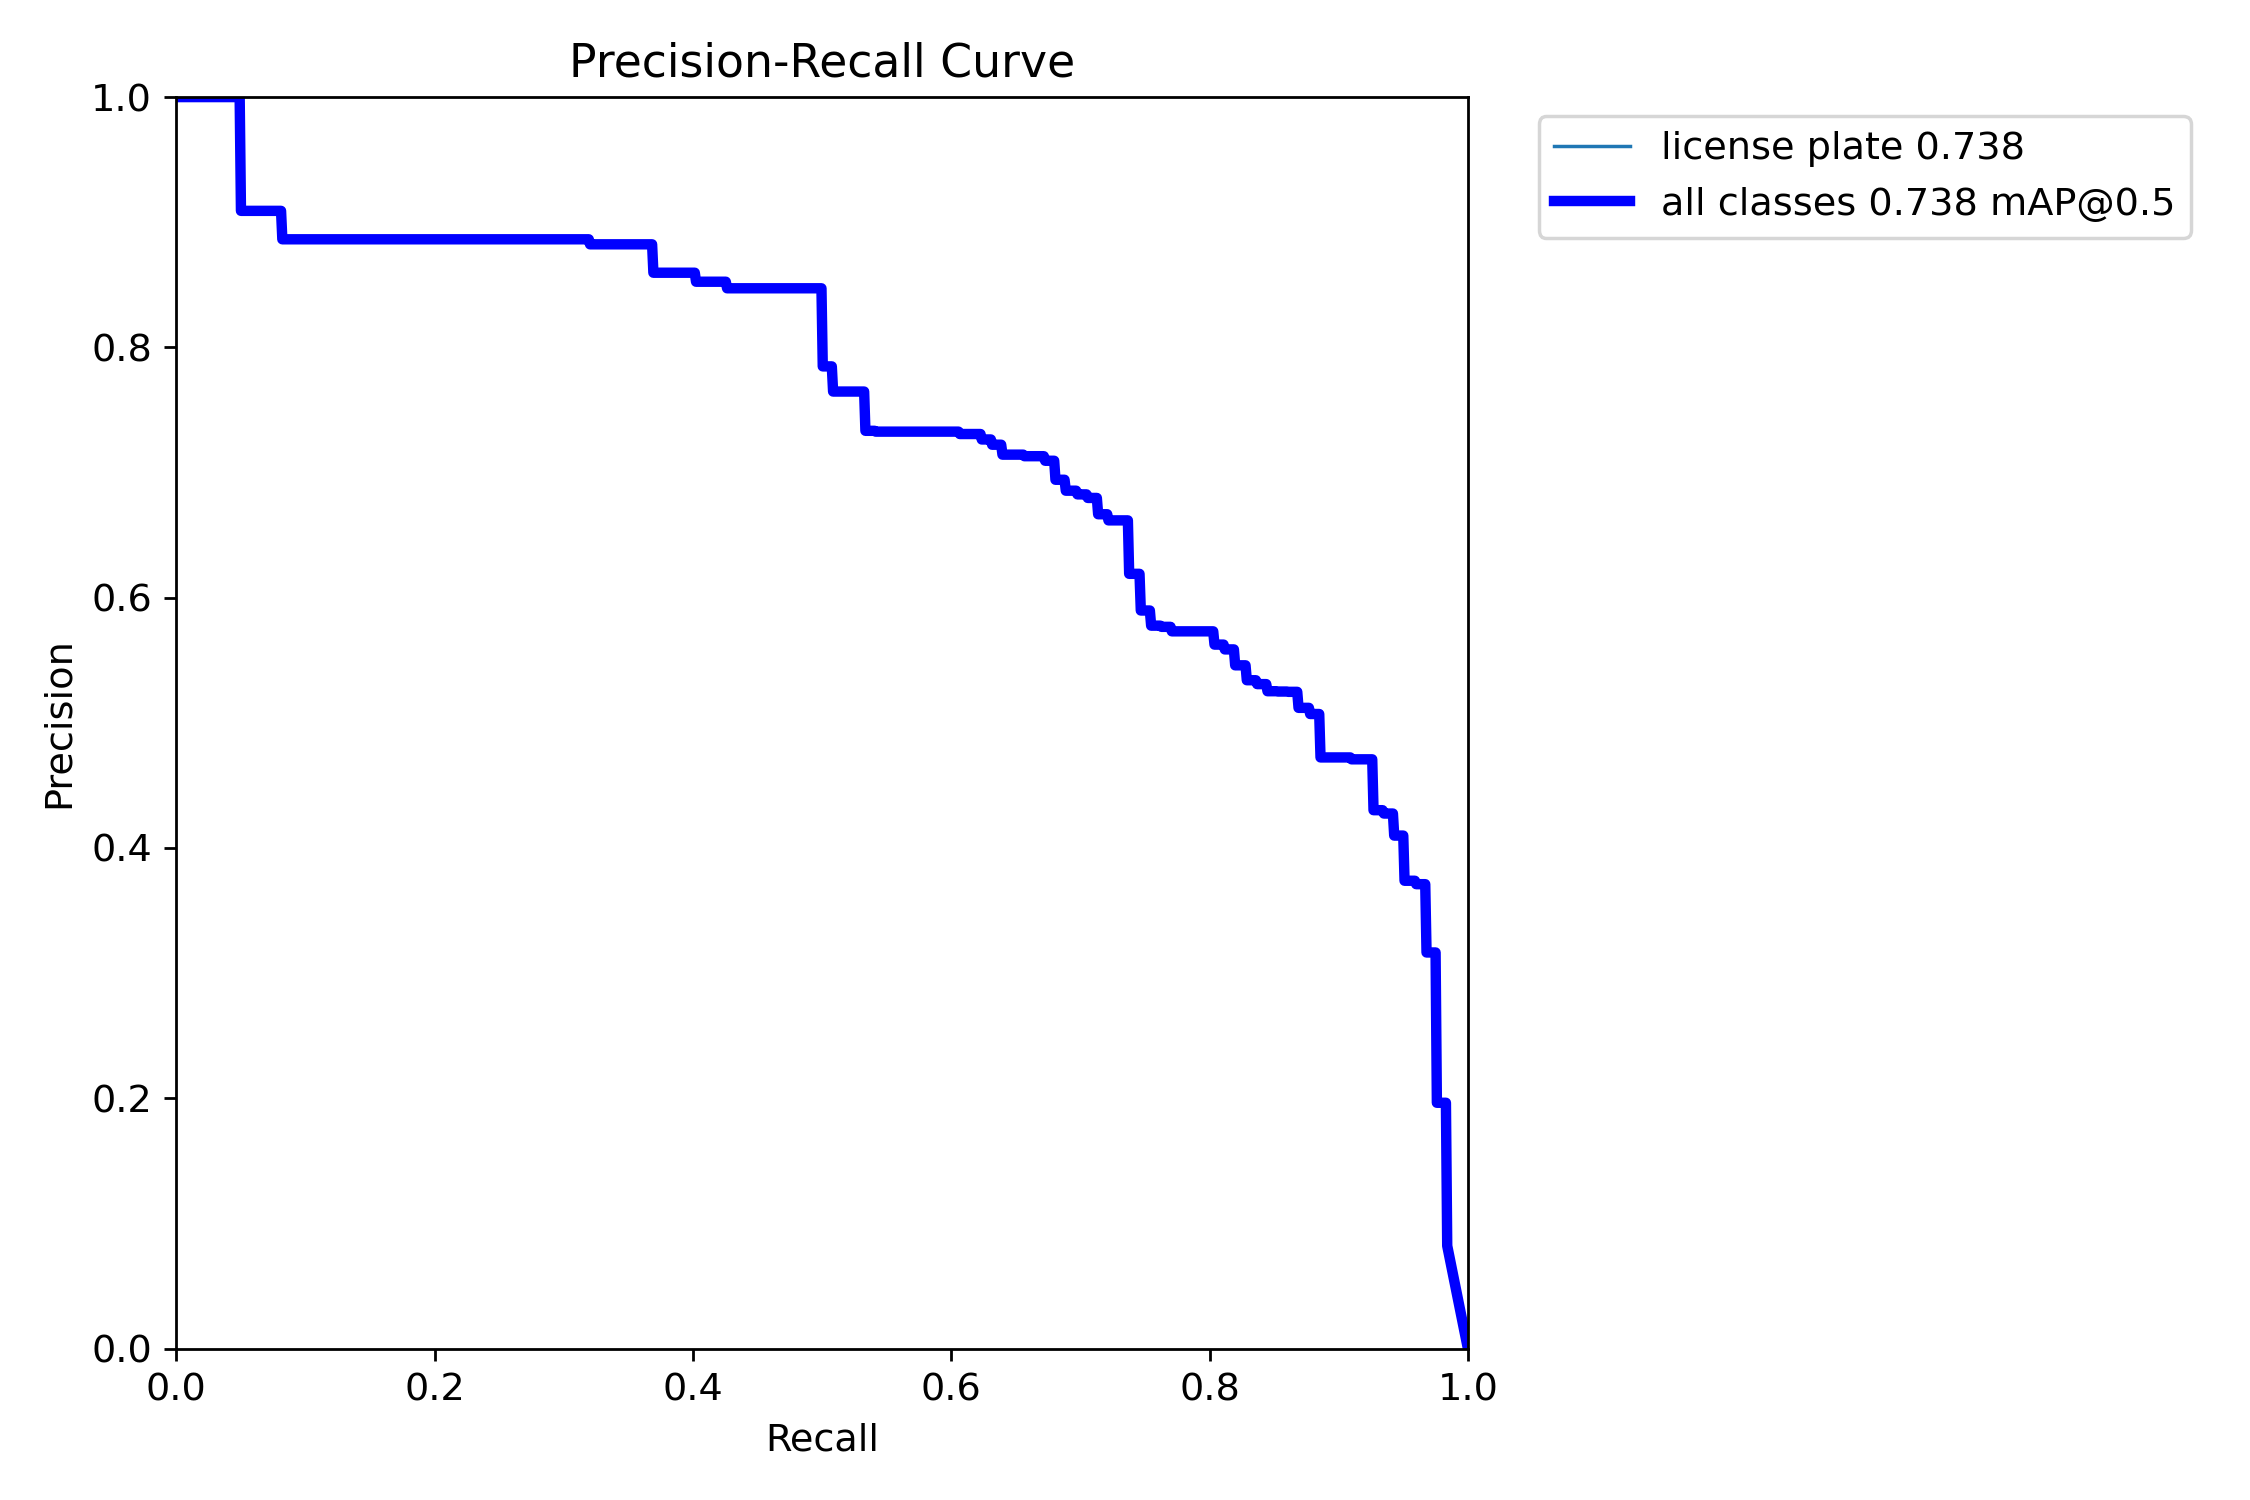 Precision-Recall Curve
license plate 0.738
all classes 0.738 mAP@0.5
Precision
1.0
0.8
0.6
0.4
0.2
0.0
0.0 0.2 0.4 0.6 0.8 1.0
Recall